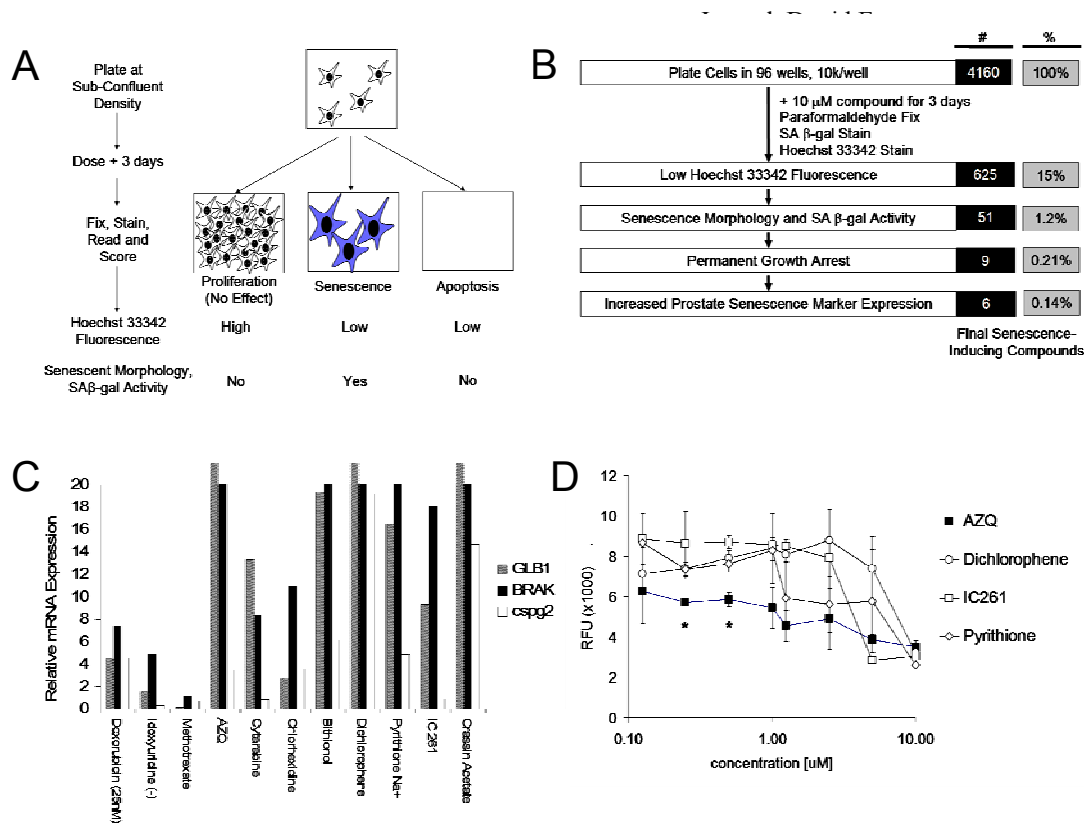 A
Plate at
Sub-Confluent
Density
Dose + 3 days
Fix, Stain,
Read and
Score
Hoechst 33342
Fluorescence
Senescent Morphology,
SAβ-gal Activity
Proliferation
(No Effect)
Senescence
Apoptosis
High
Low
Low
No
Yes
No
B
# %
Plate Cells in 96 wells, 10k/well 4160 100%
+ 10 μM compound for 3 days
Paraformaldehyde Fix
SA β-gal Stain
Hoechst 33342 Stain
Low Hoechst 33342 Fluorescence 625 15%
Senescence Morphology and SA β-gal Activity 51 1.2%
Permanent Growth Arrest 9 0.21%
Increased Prostate Senescence Marker Expression 6 0.14%
Final Senescence-
Inducing Compounds
C
Relative mRNA Expression
20
18
16
14
12
10
8
6
4
2
0
GLB1
BRAK
cspg2
Doxorubicin (25nM)
Idoxyuridine (-)
Methotrexate
AZQ
Cytarabine
Chlorhexidine
Bithionol
Dichlorophene
Pyrithione Na+
IC 261
Crassin Acetate
D
RFU (x1000)
12
10
8
6
4
2
0
* *
0.10 1.00 10.00
concentration [uM]
AZQ
Dichlorophene
IC261
Pyrithione